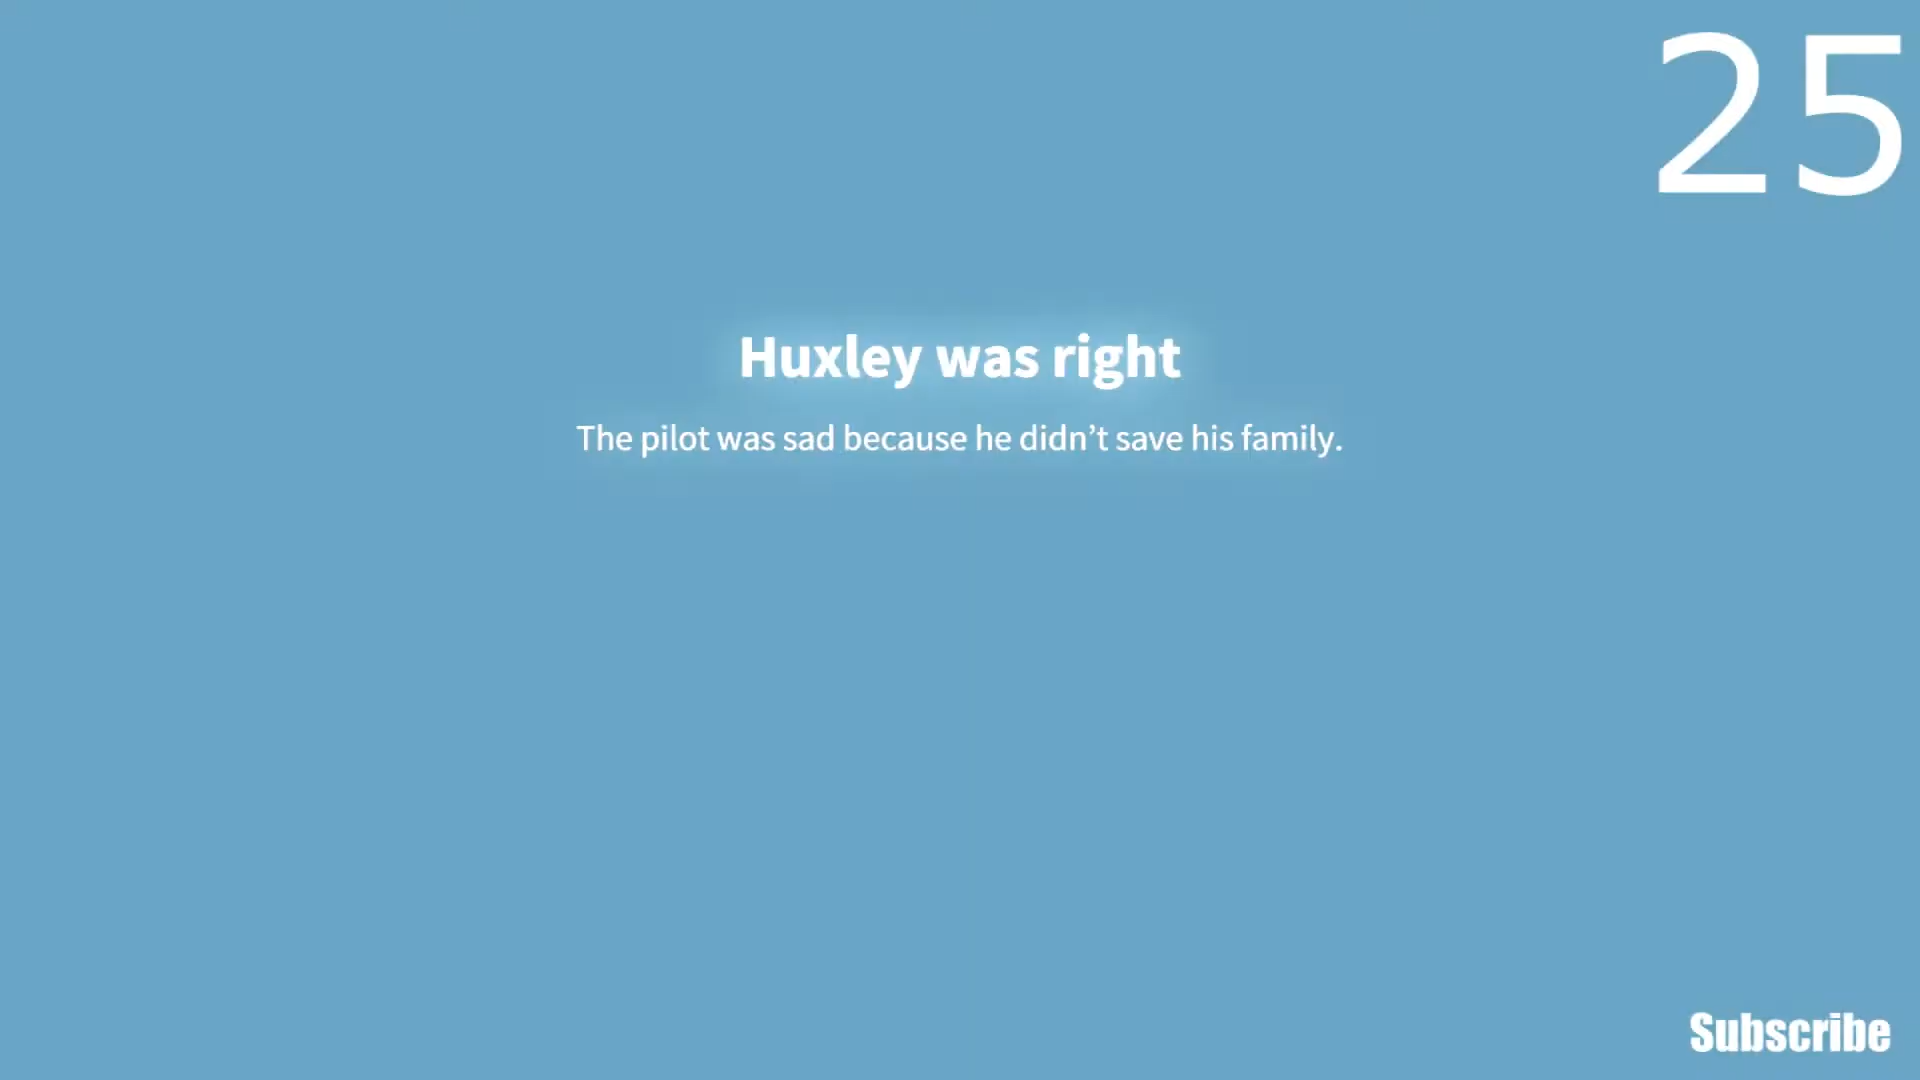 25
Huxley was right
The pilot was sad because he didn’t save his family.
Subscribe